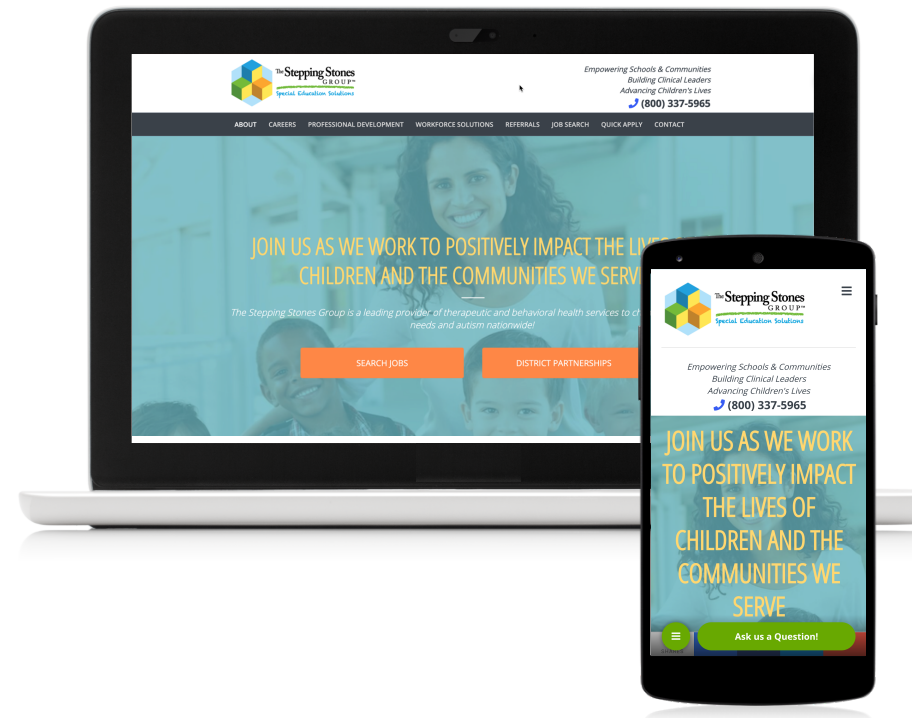 The Stepping Stones
GROUP™
Special Education Solutions
Empowering Schools & Communities
Building Clinical Leaders
Advancing Children's Lives
(800) 337-5965
ABOUT CAREERS PROFESSIONAL DEVELOPMENT WORKFORCE SOLUTIONS REFERRALS JOB SEARCH QUICK APPLY CONTACT
JOIN US AS WE WORK TO POSITIVELY IMPACT THE
CHILDREN AND THE COMMUNITIES WE
The Stepping Stones Group is a leading provider of therapeutic and behavioral health services to
needs and autism nationwide!
SEARCH JOBS
DISTRICT PARTNERSHIPS
The Stepping Stones
GROUP™
Special Education Solutions
Empowering Schools & Communities
Building Clinical Leaders
Advancing Children's Lives
(800) 337-5965
JOIN US AS WE WORK
TO POSITIVELY IMPACT
THE LIVES OF
CHILDREN AND THE
COMMUNITIES WE
SERVE
Ask us a Question!